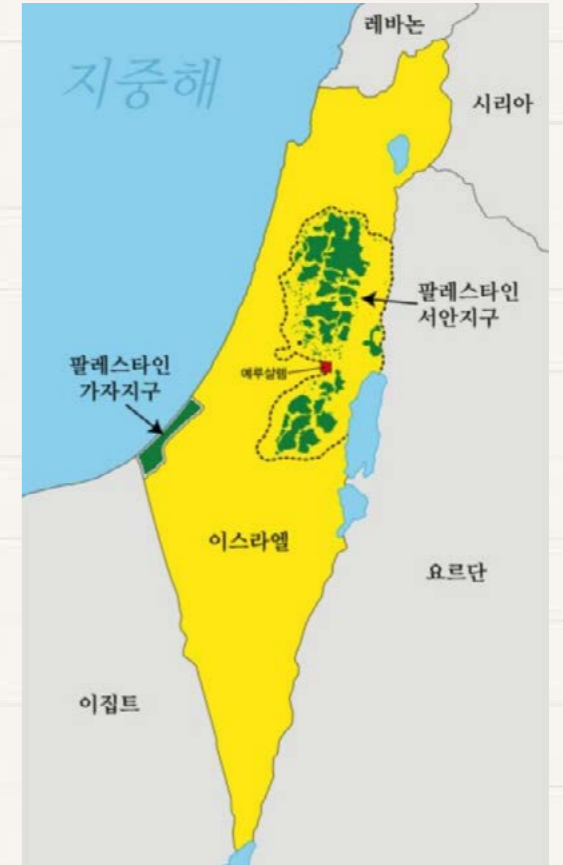 레바논
지중해
시리아
팔레스타인
서안지구
팔레스타인
가자지구
예루살렘
이스라엘
요르단
이집트